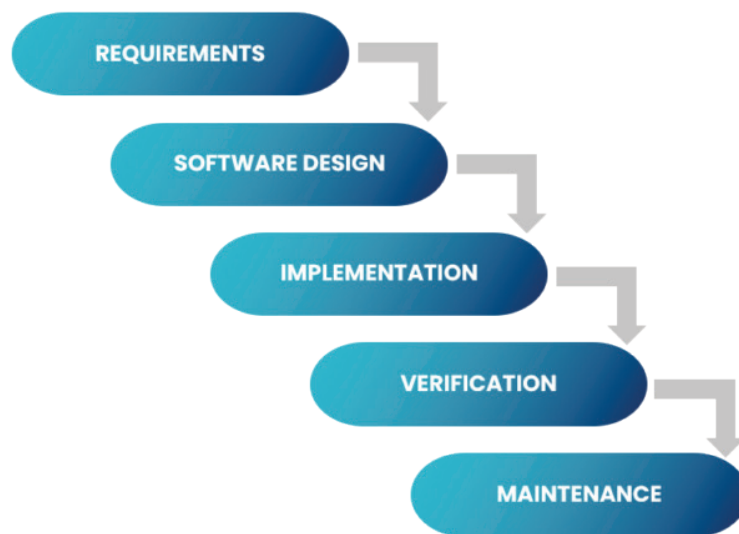 REQUIREMENTS
SOFTWARE DESIGN
IMPLEMENTATION
VERIFICATION
MAINTENANCE